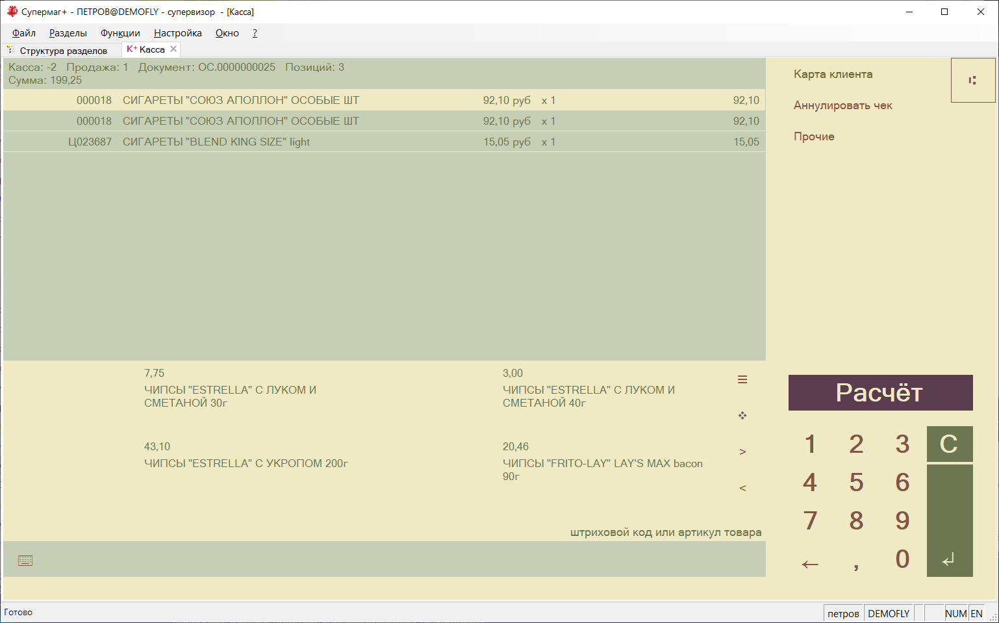 Супермаг+ - ПЕТРОВ@DEMOFLY - супервизор - [Касса]
Файл Разделы Функции Настройка Окно ?
Структура разделов K+ Касса
Касса: -2 Продажа: 1 Документ: ОС.0000000025 Позиций: 3
Сумма: 199,25
000018 СИГАРЕТЫ "СОЮЗ АПОЛЛОН" ОСОБЫЕ ШТ 92,10 руб x 1 92,10
000018 СИГАРЕТЫ "СОЮЗ АПОЛЛОН" ОСОБЫЕ ШТ 92,10 руб x 1 92,10
Ц023687 СИГАРЕТЫ "BLEND KING SIZE" light 15,05 руб x 1 15,05
Карта клиента
Аннулировать чек
Прочие
7,75
ЧИПСЫ "ESTRELLA" С ЛУКОМ И
СМЕТАНОЙ 30г
3,00
ЧИПСЫ "ESTRELLA" С ЛУКОМ И
СМЕТАНОЙ 40г
43,10
ЧИПСЫ "ESTRELLA" С УКРОПОМ 200г
20,46
ЧИПСЫ "FRITO-LAY" LAY'S MAX bacon
90г
>
<
штриховой код или артикул товара
Расчёт
1 2 3 C
4 5 6
7 8 9
← , 0 ↵
Готово
петров DEMOFLY NUM EN